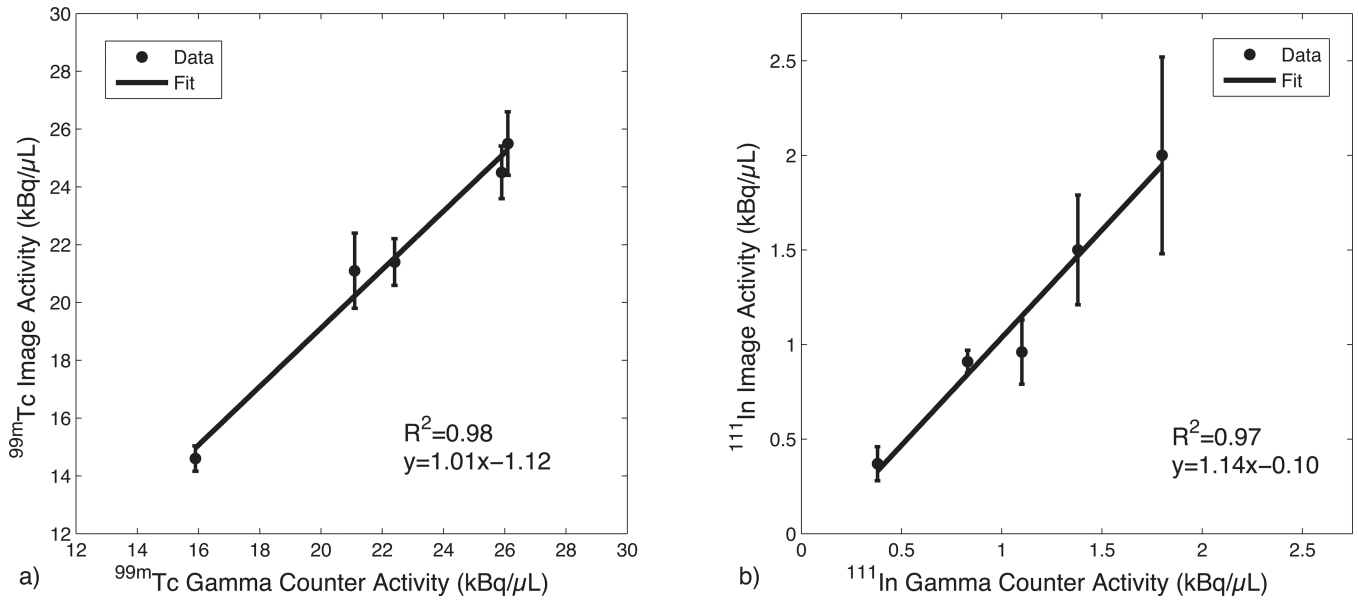 30
28
26
24
22
20
18
16
14
12
12 14 16 18 20 22 24 26 28 30
Data
Fit
⁹⁹ᵐTc Image Activity (kBq/µL)
R²=0.98
y=1.01x−1.12
a) ⁹⁹ᵐTc Gamma Counter Activity (kBq/µL)
2.5
2
1.5
1
0.5
0
0 0.5 1 1.5 2 2.5
Data
Fit
¹¹¹In Image Activity (kBq/µL)
R²=0.97
y=1.14x−0.10
b) ¹¹¹In Gamma Counter Activity (kBq/µL)